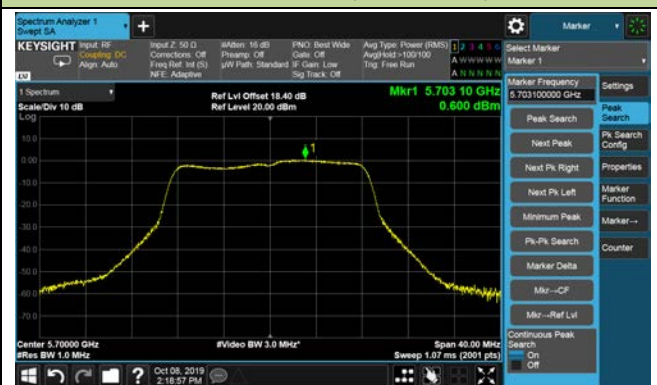 Spectrum Analyzer 1
Swept SA
Marker
KEYSIGHT
Input: RF
Coupling: DC
Align: Auto
Input Z: 50 Ω
Corrections: Off
Freq Ref: Int (S)
NFE: Adaptive
#Atten: 16 dB
Preamp: Off
µW Path: Standard
PNO: Best Wide
Gate: Off
IF Gain: Low
Sig Track: Off
Avg Type: Power (RMS)
Avg|Hold:>100/100
Trig: Free Run
1 2 3 4 5 6
A W W W W W
A N N N N N
LXI
Select Marker
Marker 1
1 Spectrum
Scale/Div 10 dB
Log
Ref Lvl Offset 18.40 dB
Ref Level 20.00 dBm
Mkr1 5.703 10 GHz
0.600 dBm
1
10.0
0.00
-10.0
-20.0
-30.0
-40.0
-50.0
-60.0
-70.0
Center 5.70000 GHz
#Res BW 1.0 MHz
#Video BW 3.0 MHz*
Span 40.00 MHz
Sweep 1.07 ms (2001 pts)
Marker Frequency
5.703100000 GHz
Peak Search
Next Peak
Next Pk Right
Next Pk Left
Minimum Peak
Pk-Pk Search
Marker Delta
Mkr→CF
Mkr→Ref Lvl
Continuous Peak
Search
On
Off
Settings
Peak
Search
Pk Search
Config
Properties
Marker
Function
Marker→
Counter
?
Oct 08, 2019
2:18:57 PM